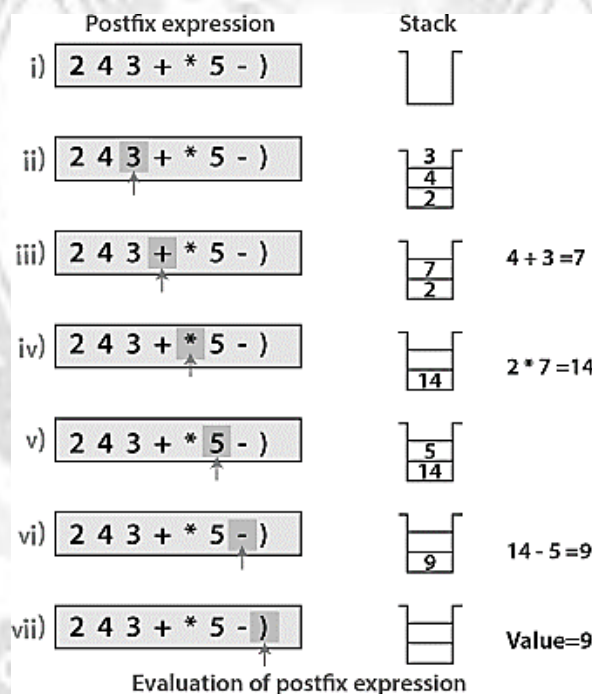 Postfix expression Stack
i) 2 4 3 + * 5 - )
ii) 2 4 3 + * 5 - )
3
4
2
iii) 2 4 3 + * 5 - )
7
2
4 + 3 =7
iv) 2 4 3 + * 5 - )
14
2 * 7 =14
v) 2 4 3 + * 5 - )
5
14
vi) 2 4 3 + * 5 - )
9
14 - 5 =9
vii) 2 4 3 + * 5 - )
Value=9
Evaluation of postfix expression